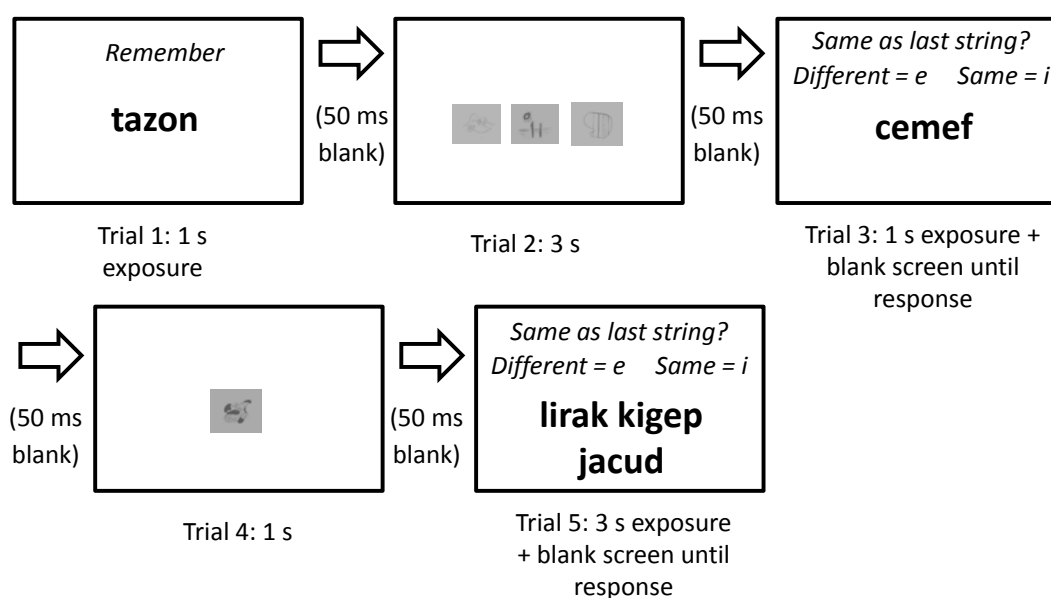 Remember
tazon
(50 ms
blank)
(50 ms
blank)
Same as last string?
Different = e Same = i
cemef
Trial 1: 1 s
exposure
Trial 2: 3 s
Trial 3: 1 s exposure +
blank screen until
response
(50 ms
blank)
(50 ms
blank)
Same as last string?
Different = e Same = i
lirak kigep
jacud
Trial 4: 1 s
Trial 5: 3 s exposure
+ blank screen until
response